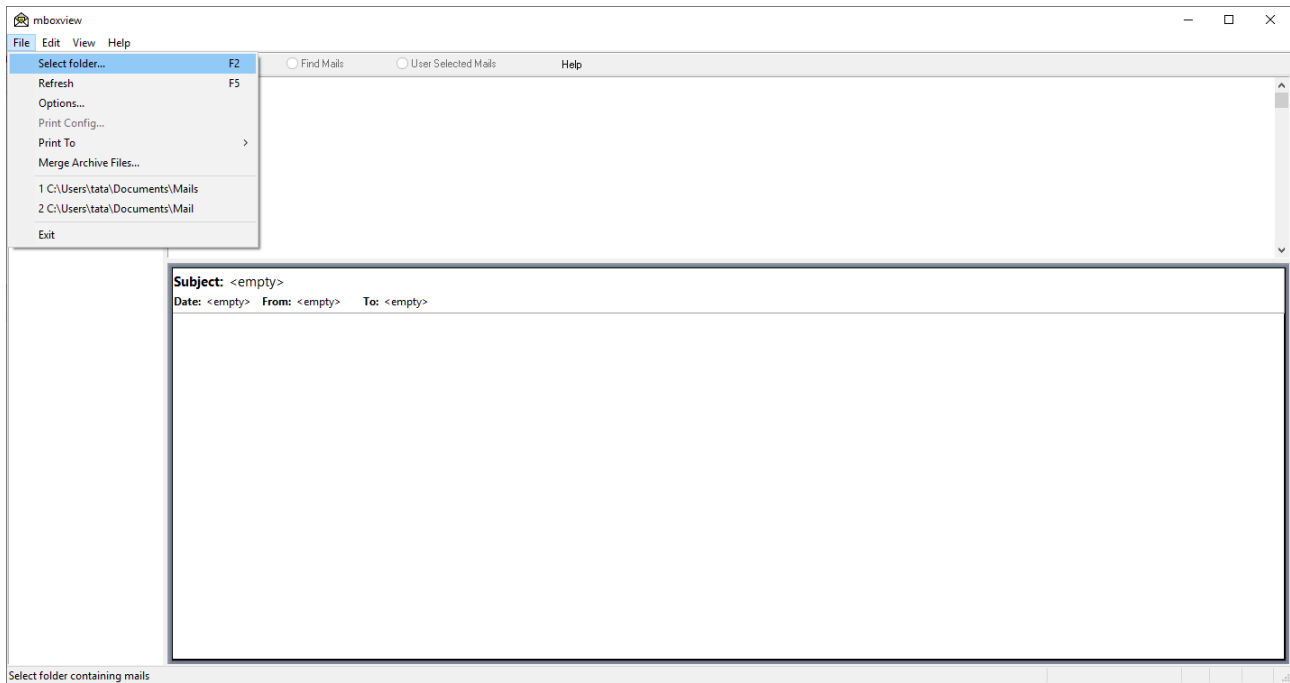 mboxview
File Edit View Help
Select folder... F2 Find Mails User Selected Mails Help
Refresh F5
Options...
Print Config...
Print To
Merge Archive Files...
1 C:\Users\tata\Documents\Mails
2 C:\Users\tata\Documents\Mail
Exit
Subject: <empty>
Date: <empty> From: <empty> To: <empty>
Select folder containing mails